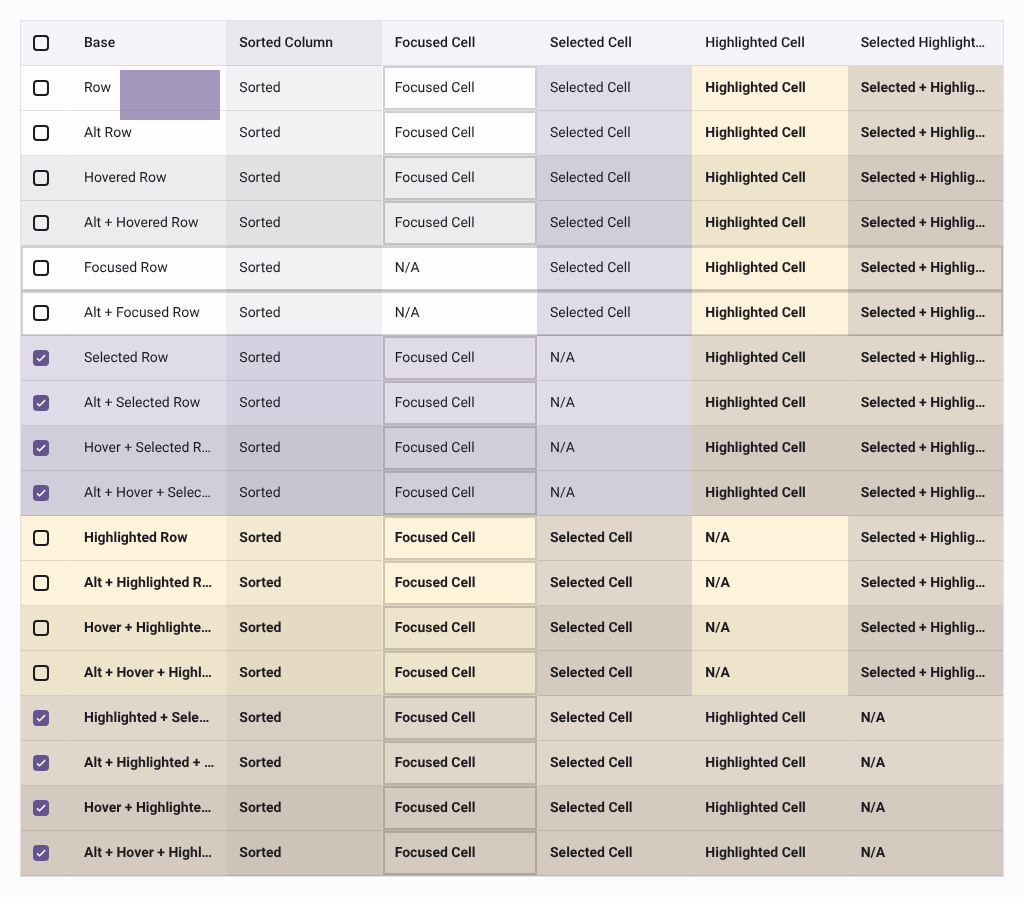 Base Sorted Column Focused Cell Selected Cell Highlighted Cell Selected Highlight...
Row Sorted Focused Cell Selected Cell Highlighted Cell Selected + Highlig...
Alt Row Sorted Focused Cell Selected Cell Highlighted Cell Selected + Highlig...
Hovered Row Sorted Focused Cell Selected Cell Highlighted Cell Selected + Highlig...
Alt + Hovered Row Sorted Focused Cell Selected Cell Highlighted Cell Selected + Highlig...
Focused Row Sorted N/A Selected Cell Highlighted Cell Selected + Highlig...
Alt + Focused Row Sorted N/A Selected Cell Highlighted Cell Selected + Highlig...
Selected Row Sorted Focused Cell N/A Highlighted Cell Selected + Highlig...
Alt + Selected Row Sorted Focused Cell N/A Highlighted Cell Selected + Highlig...
Hover + Selected R... Sorted Focused Cell N/A Highlighted Cell Selected + Highlig...
Alt + Hover + Selec... Sorted Focused Cell N/A Highlighted Cell Selected + Highlig...
Highlighted Row Sorted Focused Cell Selected Cell N/A Selected + Highlig...
Alt + Highlighted R... Sorted Focused Cell Selected Cell N/A Selected + Highlig...
Hover + Highlighte... Sorted Focused Cell Selected Cell N/A Selected + Highlig...
Alt + Hover + Highl... Sorted Focused Cell Selected Cell N/A Selected + Highlig...
Highlighted + Sele... Sorted Focused Cell Selected Cell Highlighted Cell N/A
Alt + Highlighted + ... Sorted Focused Cell Selected Cell Highlighted Cell N/A
Hover + Highlighte... Sorted Focused Cell Selected Cell Highlighted Cell N/A
Alt + Hover + Highl... Sorted Focused Cell Selected Cell Highlighted Cell N/A